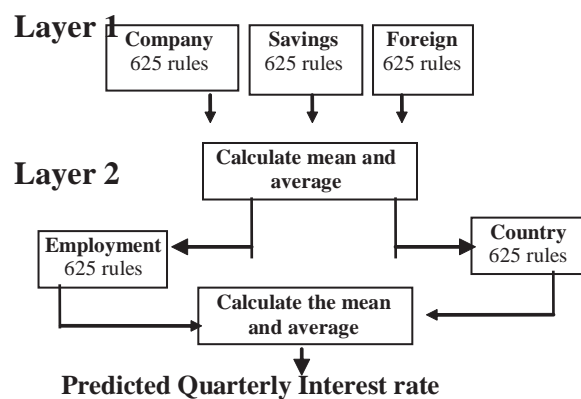 Layer 1
Company
625 rules
Savings
625 rules
Foreign
625 rules
Calculate mean and
average
Layer 2
Employment
625 rules
Country
625 rules
Calculate the mean
and average
Predicted Quarterly Interest rate